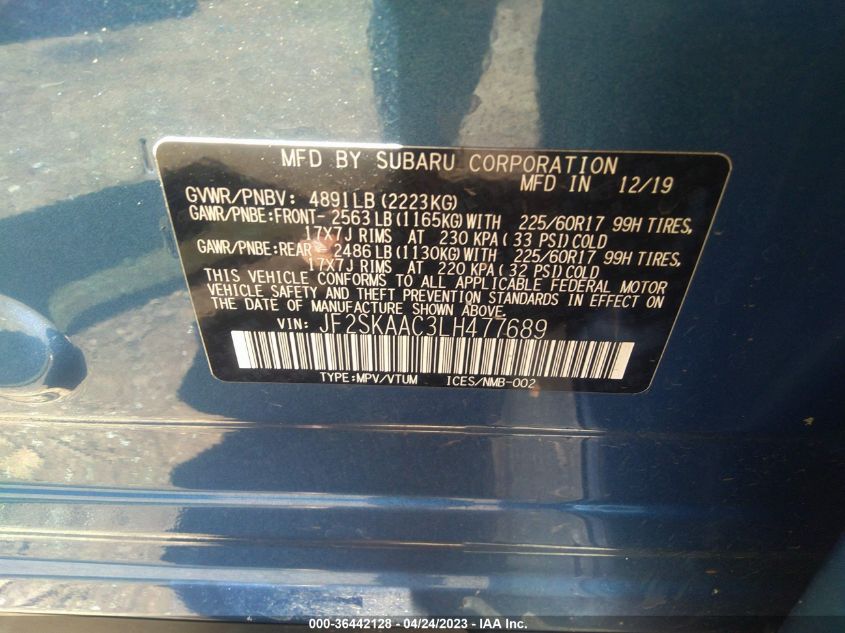 MFD BY SUBARU CORPORATION
MFD IN 12/19
GVWR/PNBV: 4891LB (2223KG)
GAWR/PNBE:FRONT- 2563LB (1165KG) WITH 225/60R17 99H TIRES,
17X7J RIMS AT 230 KPA (33 PSI) COLD
GAWR/PNBE:REAR - 2486LB (1130KG) WITH 225/60R17 99H TIRES,
17X7J RIMS AT 220 KPA (32 PSI) COLD
THIS VEHICLE CONFORMS TO ALL APPLICABLE FEDERAL MOTOR
VEHICLE SAFETY AND THEFT PREVENTION STANDARDS IN EFFECT ON
THE DATE OF MANUFACTURE SHOWN ABOVE.
VIN: JF2SKAAC3LH477689
TYPE:MPV/VTUM ICES/NMB-002
000-36442128 - 04/24/2023 - IAA Inc.